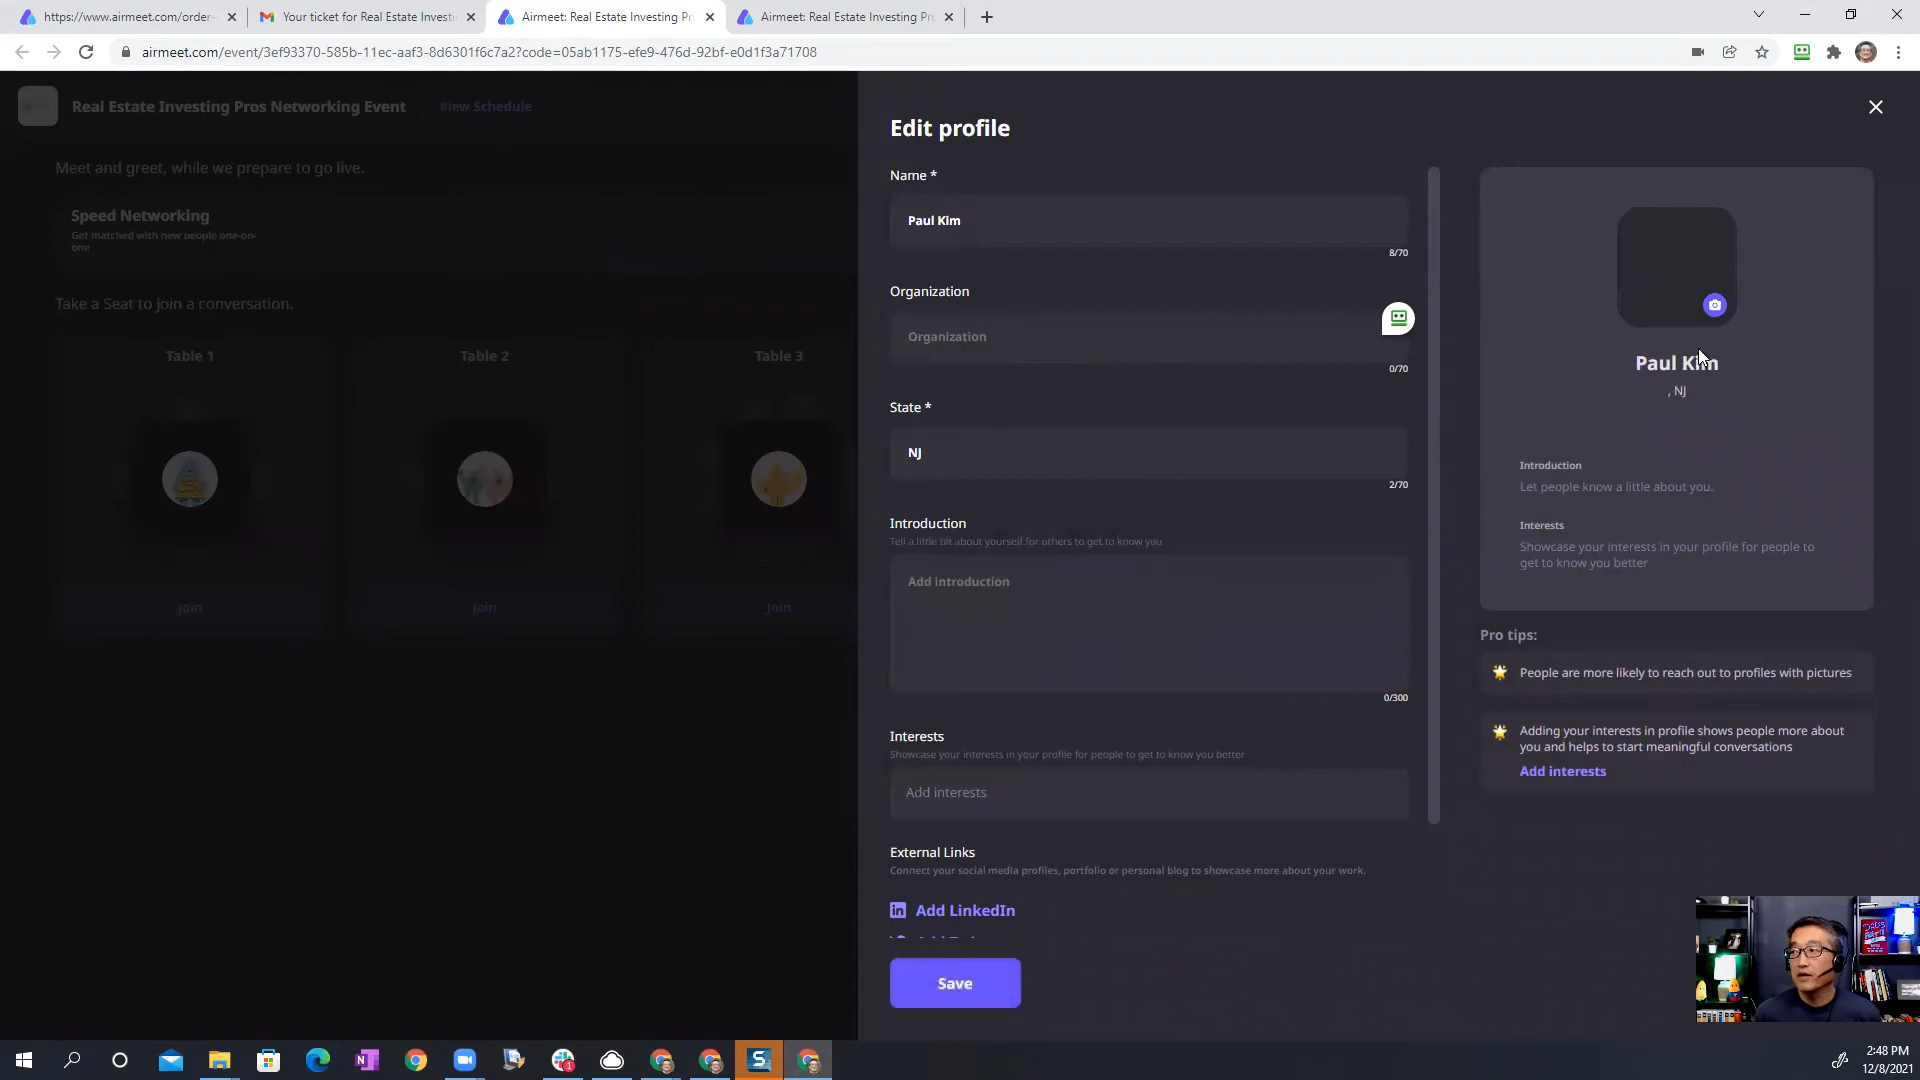 https://www.airmeet.com/order-
Your ticket for Real Estate Investi
Airmeet: Real Estate Investing Pr
Airmeet: Real Estate Investing Pr
airmeet.com/event/3ef93370-585b-11ec-aaf3-8d6301f6c7a2?code=05ab1175-efe9-476d-92bf-e0d1f3a71708
Real Estate Investing Pros Networking Event
View Schedule
Meet and greet, while we prepare to go live.
Speed Networking
Get matched with new people one-on-
one
Take a Seat to join a conversation.
Table 1
Table 2
Table 3
Join
Join
Join
Edit profile
Name *
Paul Kim
8/70
Organization
Organization
0/70
State *
NJ
2/70
Introduction
Tell a little bit about yourself for others to get to know you
Add introduction
0/300
Interests
Showcase your interests in your profile for people to get to know you better
Add interests
External Links
Connect your social media profiles, portfolio or personal blog to showcase more about your work.
Add LinkedIn
Save
Paul Kim
, NJ
Introduction
Let people know a little about you.
Interests
Showcase your interests in your profile for people to
get to know you better
Pro tips:
People are more likely to reach out to profiles with pictures
Adding your interests in profile shows people more about
you and helps to start meaningful conversations
Add interests
2:48 PM
12/8/2021